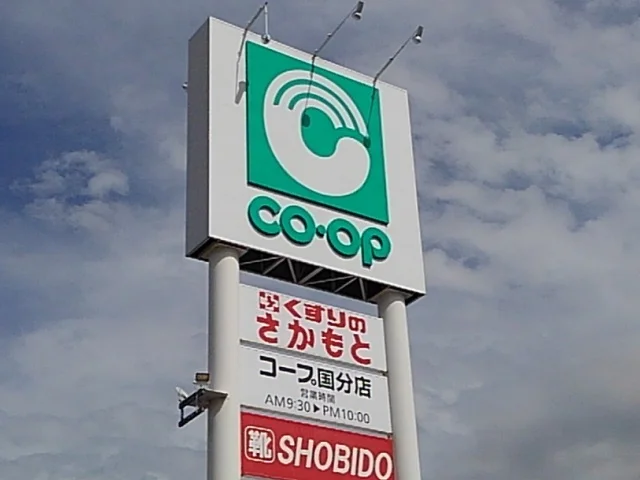 CO·OP
くすりの
さかもと
コープ国分店
営業時間
AM9:30▶PM10:00
靴 SHOBIDO